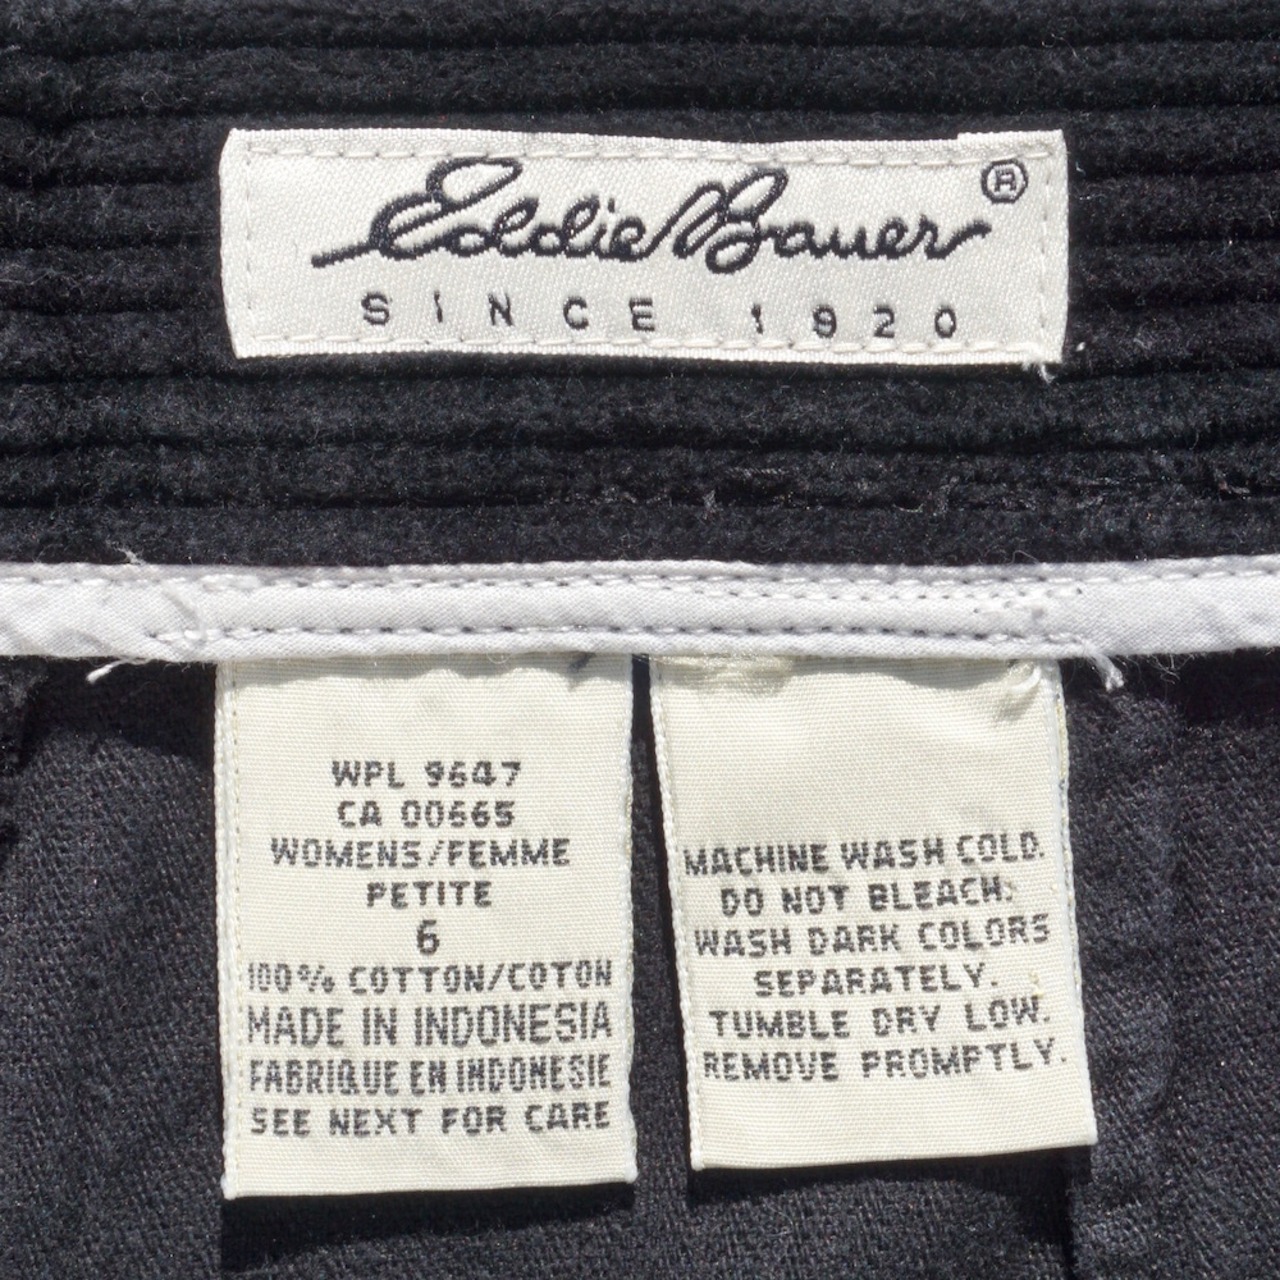 Eddie Bauer ®
SINCE 1920
WPL 9647
CA 00665
WOMENS/FEMME
PETITE
6
100% COTTON/COTON
MADE IN INDONESIA
FABRIQUE EN INDONESIE
SEE NEXT FOR CARE
MACHINE WASH COLD.
DO NOT BLEACH.
WASH DARK COLORS
SEPARATELY.
TUMBLE DRY LOW.
REMOVE PROMPTLY.